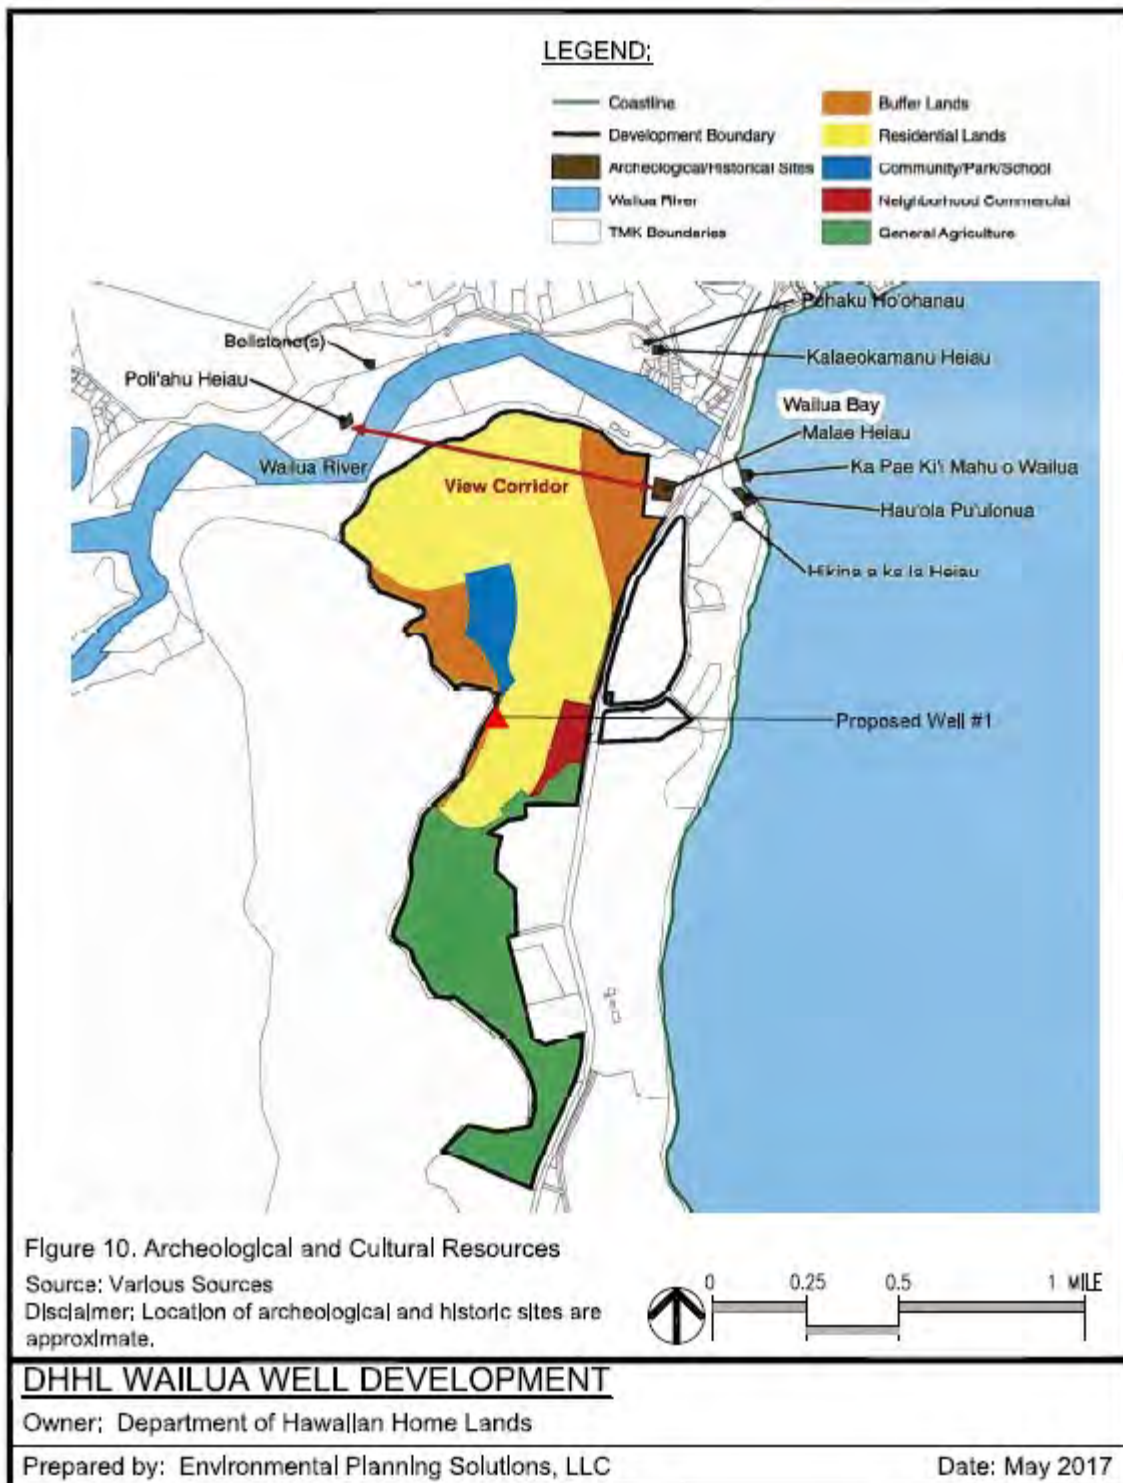 LEGEND:
Coastline
Development Boundary
Archeological/Historical Sites
Wailua River
TMK Boundaries
Buffer Lands
Residential Lands
Community/Park/School
Neighborhood Commercial
General Agriculture
Pohaku Ho'ohanau
Bellstone(s)
Kalaeokamanu Heiau
Poli'ahu Heiau
Wailua Bay
Malae Heiau
Wailua River
Ka Pae Ki'i Mahu o Wailua
View Corridor
Hau'ola Pu'uhonua
Hikina a ka la Heiau
Proposed Well #1
Figure 10. Archeological and Cultural Resources
Source: Various Sources
Disclaimer: Location of archeological and historic sites are
approximate.
0 0.25 0.5 1 MILE
DHHL WAILUA WELL DEVELOPMENT
Owner: Department of Hawaiian Home Lands
Prepared by: Environmental Planning Solutions, LLC Date: May 2017